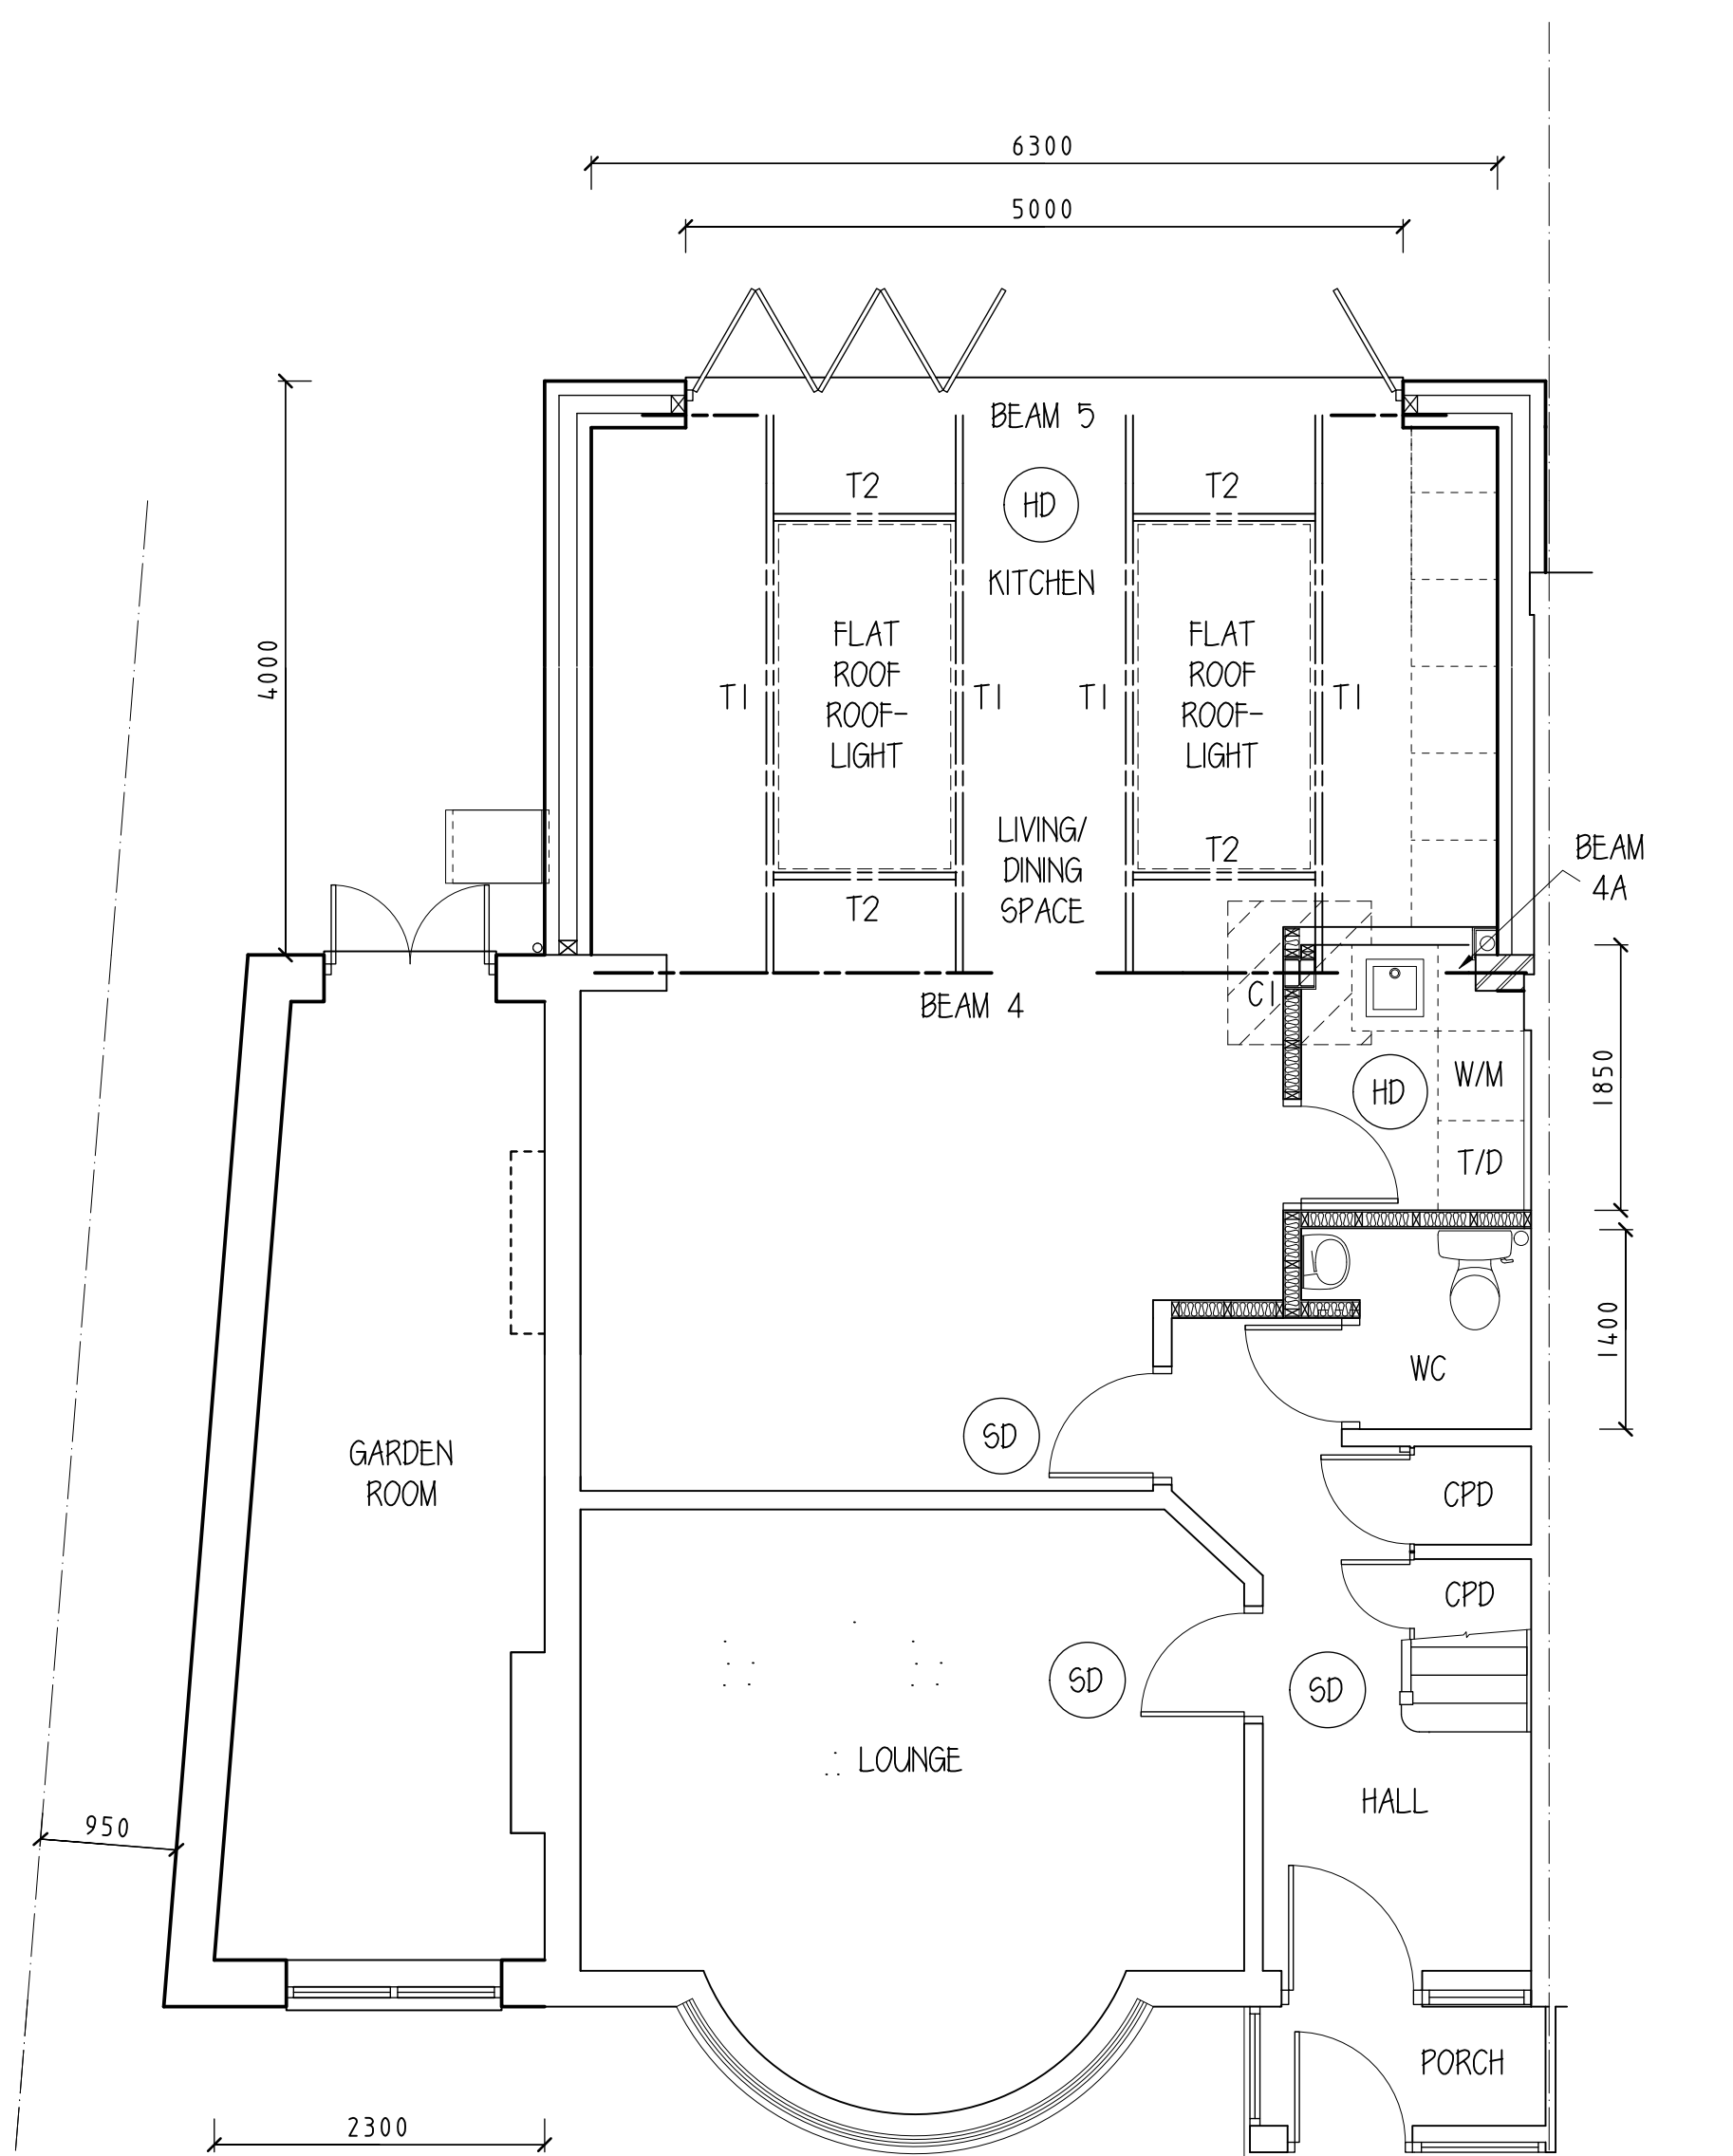 6300
5000
BEAM 5
T2
T2
HD
KITCHEN
4000
FLAT
ROOF
ROOF-
LIGHT
FLAT
ROOF
ROOF-
LIGHT
T1
T1
T1
T1
LIVING/
DINING
SPACE
T2
T2
BEAM
4A
BEAM 4
C1
HD
W/M
T/D
1850
1400
WC
SD
GARDEN
ROOM
CPD
CPD
SD
SD
LOUNGE
HALL
950
PORCH
2300